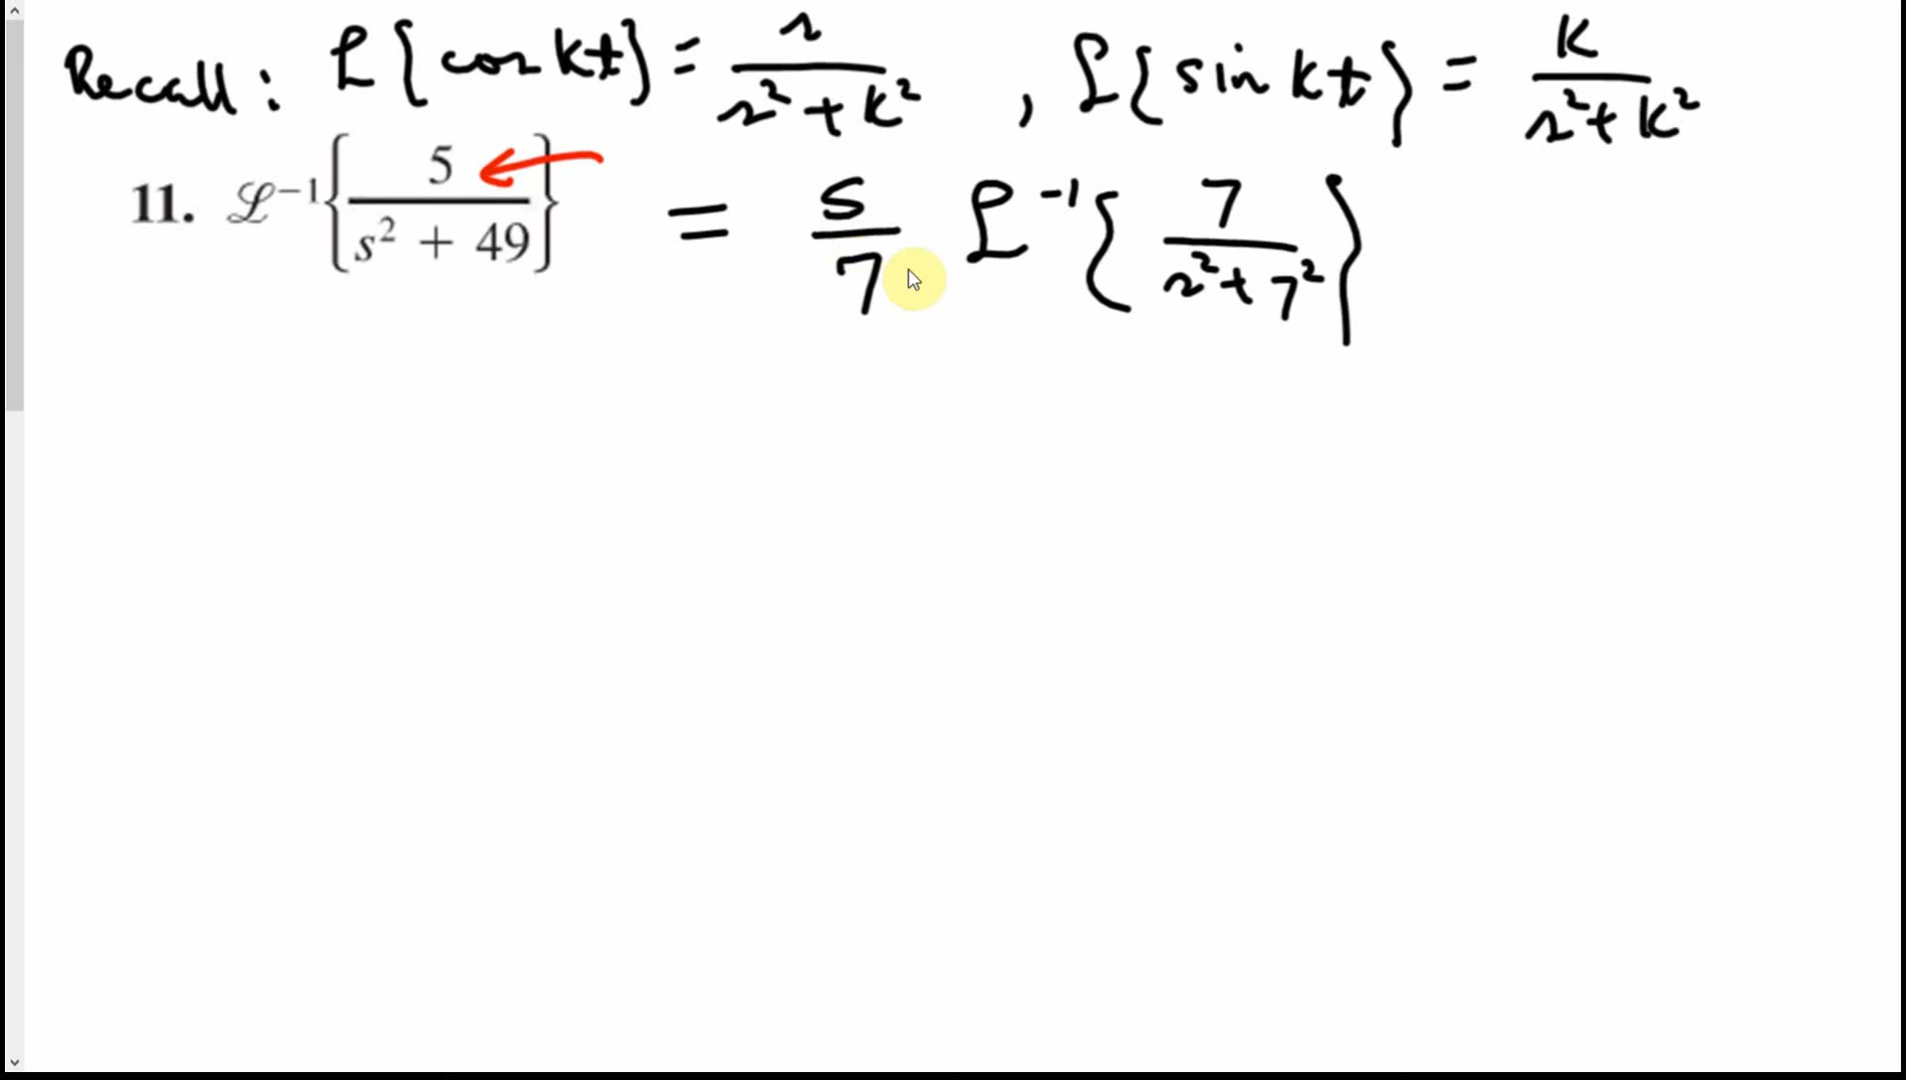 Recall: ℒ{cos kt} = s/(s² + k²) , ℒ{sin kt} = k/(s² + k²)
11. ℒ⁻¹{5/(s² + 49)} = 5/7 ℒ⁻¹{7/(s² + 7²)}